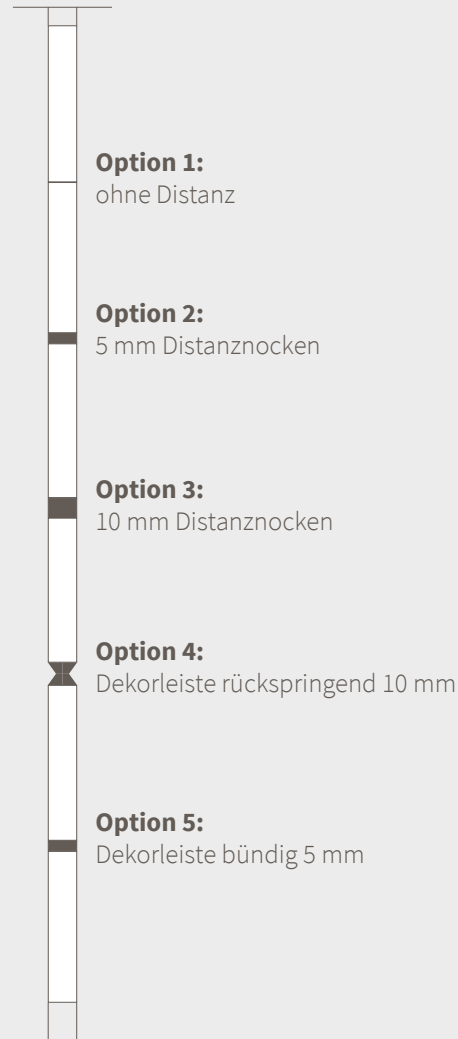 Option 1:
ohne Distanz
Option 2:
5 mm Distanznocken
Option 3:
10 mm Distanznocken
Option 4:
Dekorleiste rückspringend 10 mm
Option 5:
Dekorleiste bündig 5 mm